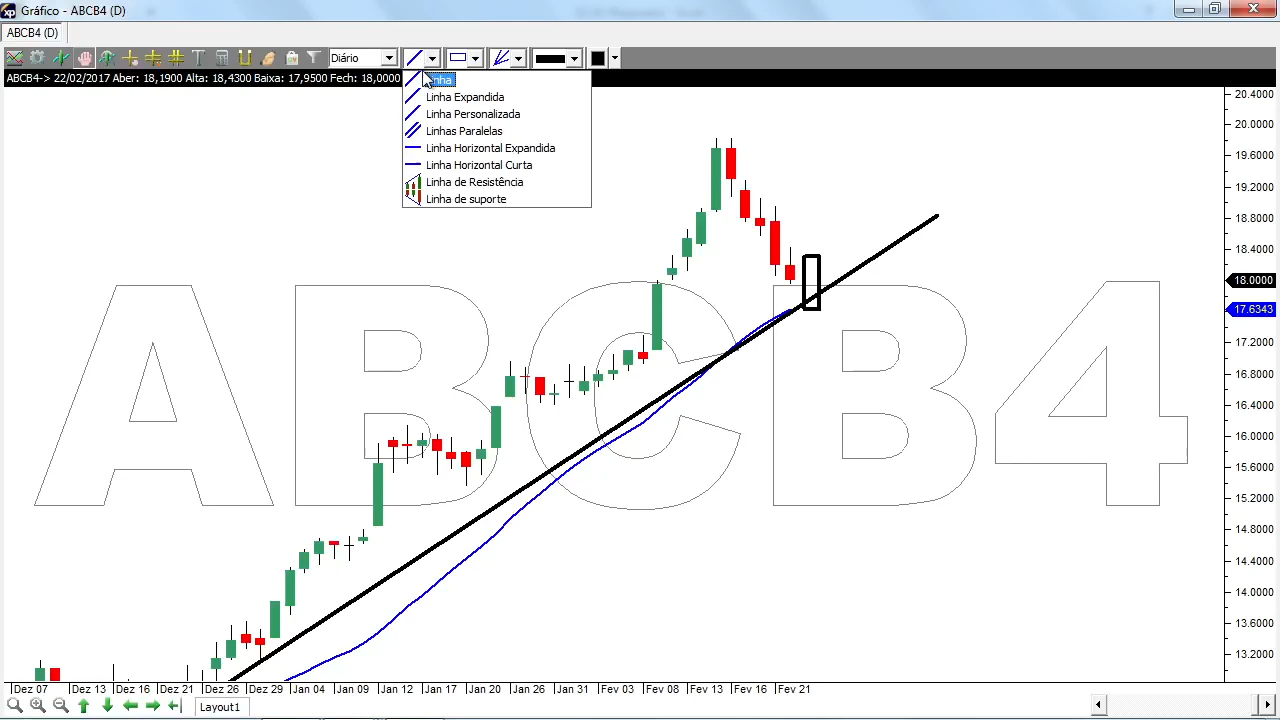 xp Gráfico - ABCB4 (D)
ABCB4 (D)
Diário
ABCB4-> 22/02/2017 Aber: 18,1900 Alta: 18,4300 Baixa: 17,9500 Fech: 18,0000
Linha Expandida
Linha Personalizada
Linhas Paralelas
Linha Horizontal Expandida
Linha Horizontal Curta
Linha de Resistência
Linha de suporte
ABCB4
20.4000
20.0000
19.6000
19.2000
18.8000
18.4000
18.0000
17.6343
17.2000
16.8000
16.4000
16.0000
15.6000
15.2000
14.8000
14.4000
14.0000
13.6000
13.2000
Dez 07 Dez 13 Dez 16 Dez 21 Dez 26 Dez 29 Jan 04 Jan 09 Jan 12 Jan 17 Jan 20 Jan 26 Jan 31 Fev 03 Fev 08 Fev 13 Fev 16 Fev 21
Layout1